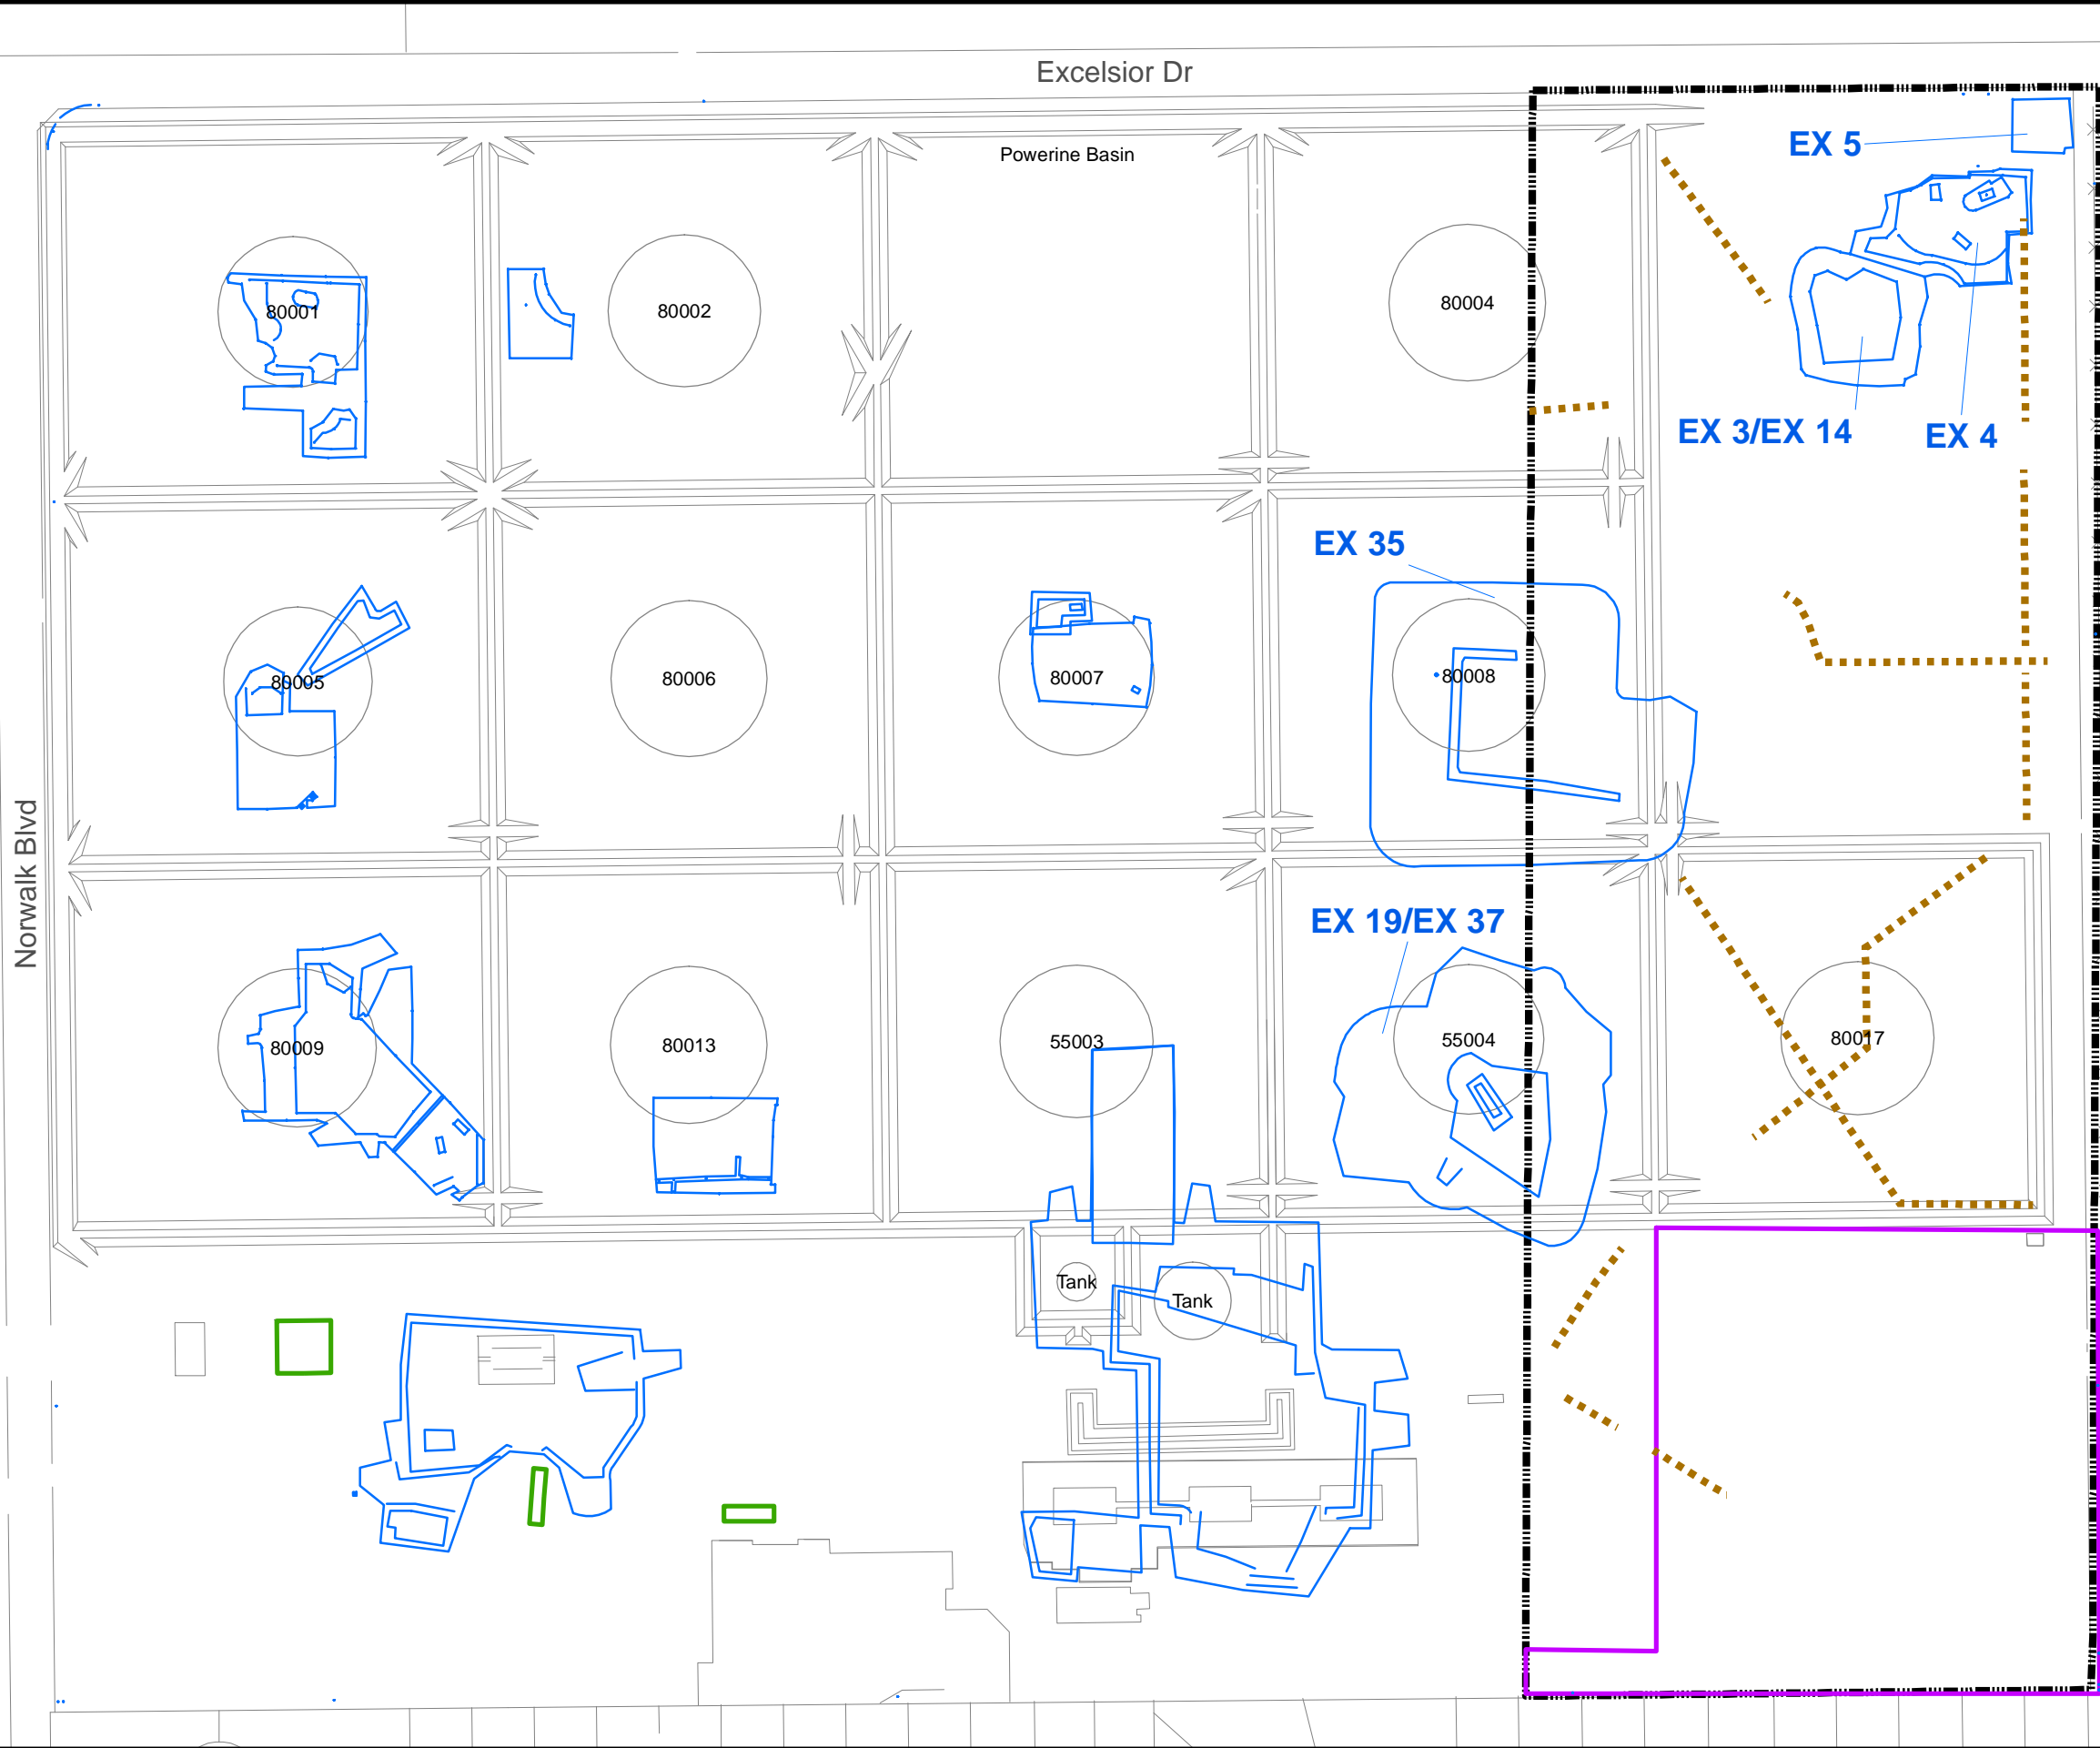 Excelsior Dr
Powerine Basin
EX 5
80001
80002
80004
EX 3/EX 14
EX 4
EX 35
80005
80006
80007
80008
Norwalk Blvd
EX 19/EX 37
80009
80013
55003
55004
80017
Tank
Tank